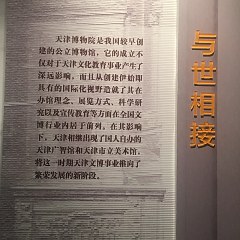 与世相接
天津博物院是我国较早创
建的公立博物馆，它的成立不
仅对于天津文化教育事业产生了
深远影响，而且从创建伊始即
具有的国际化视野造就了其在
办馆理念、展览方式、科学研
究以及宣传教育等方面在全国文
博行业内居于前列。在其影响
下，天津相继出现了国人自办的
天津广智馆和天津市立美术馆，
将这一时期天津文博事业推向了
繁荣发展的新阶段。